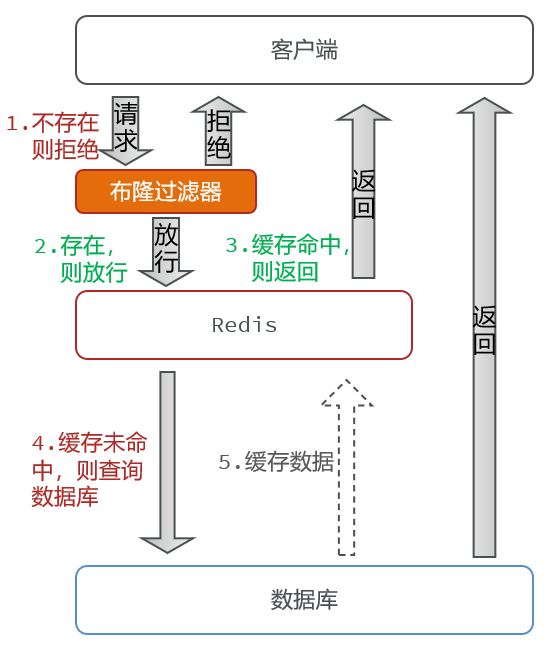 客户端
请
求
拒
绝
1.不存在
则拒绝
布隆过滤器
放
行
2.存在，
则放行
3.缓存命中，
则返回
返
回
Redis
返
回
4.缓存未命
中，则查询
数据库
5.缓存数据
数据库